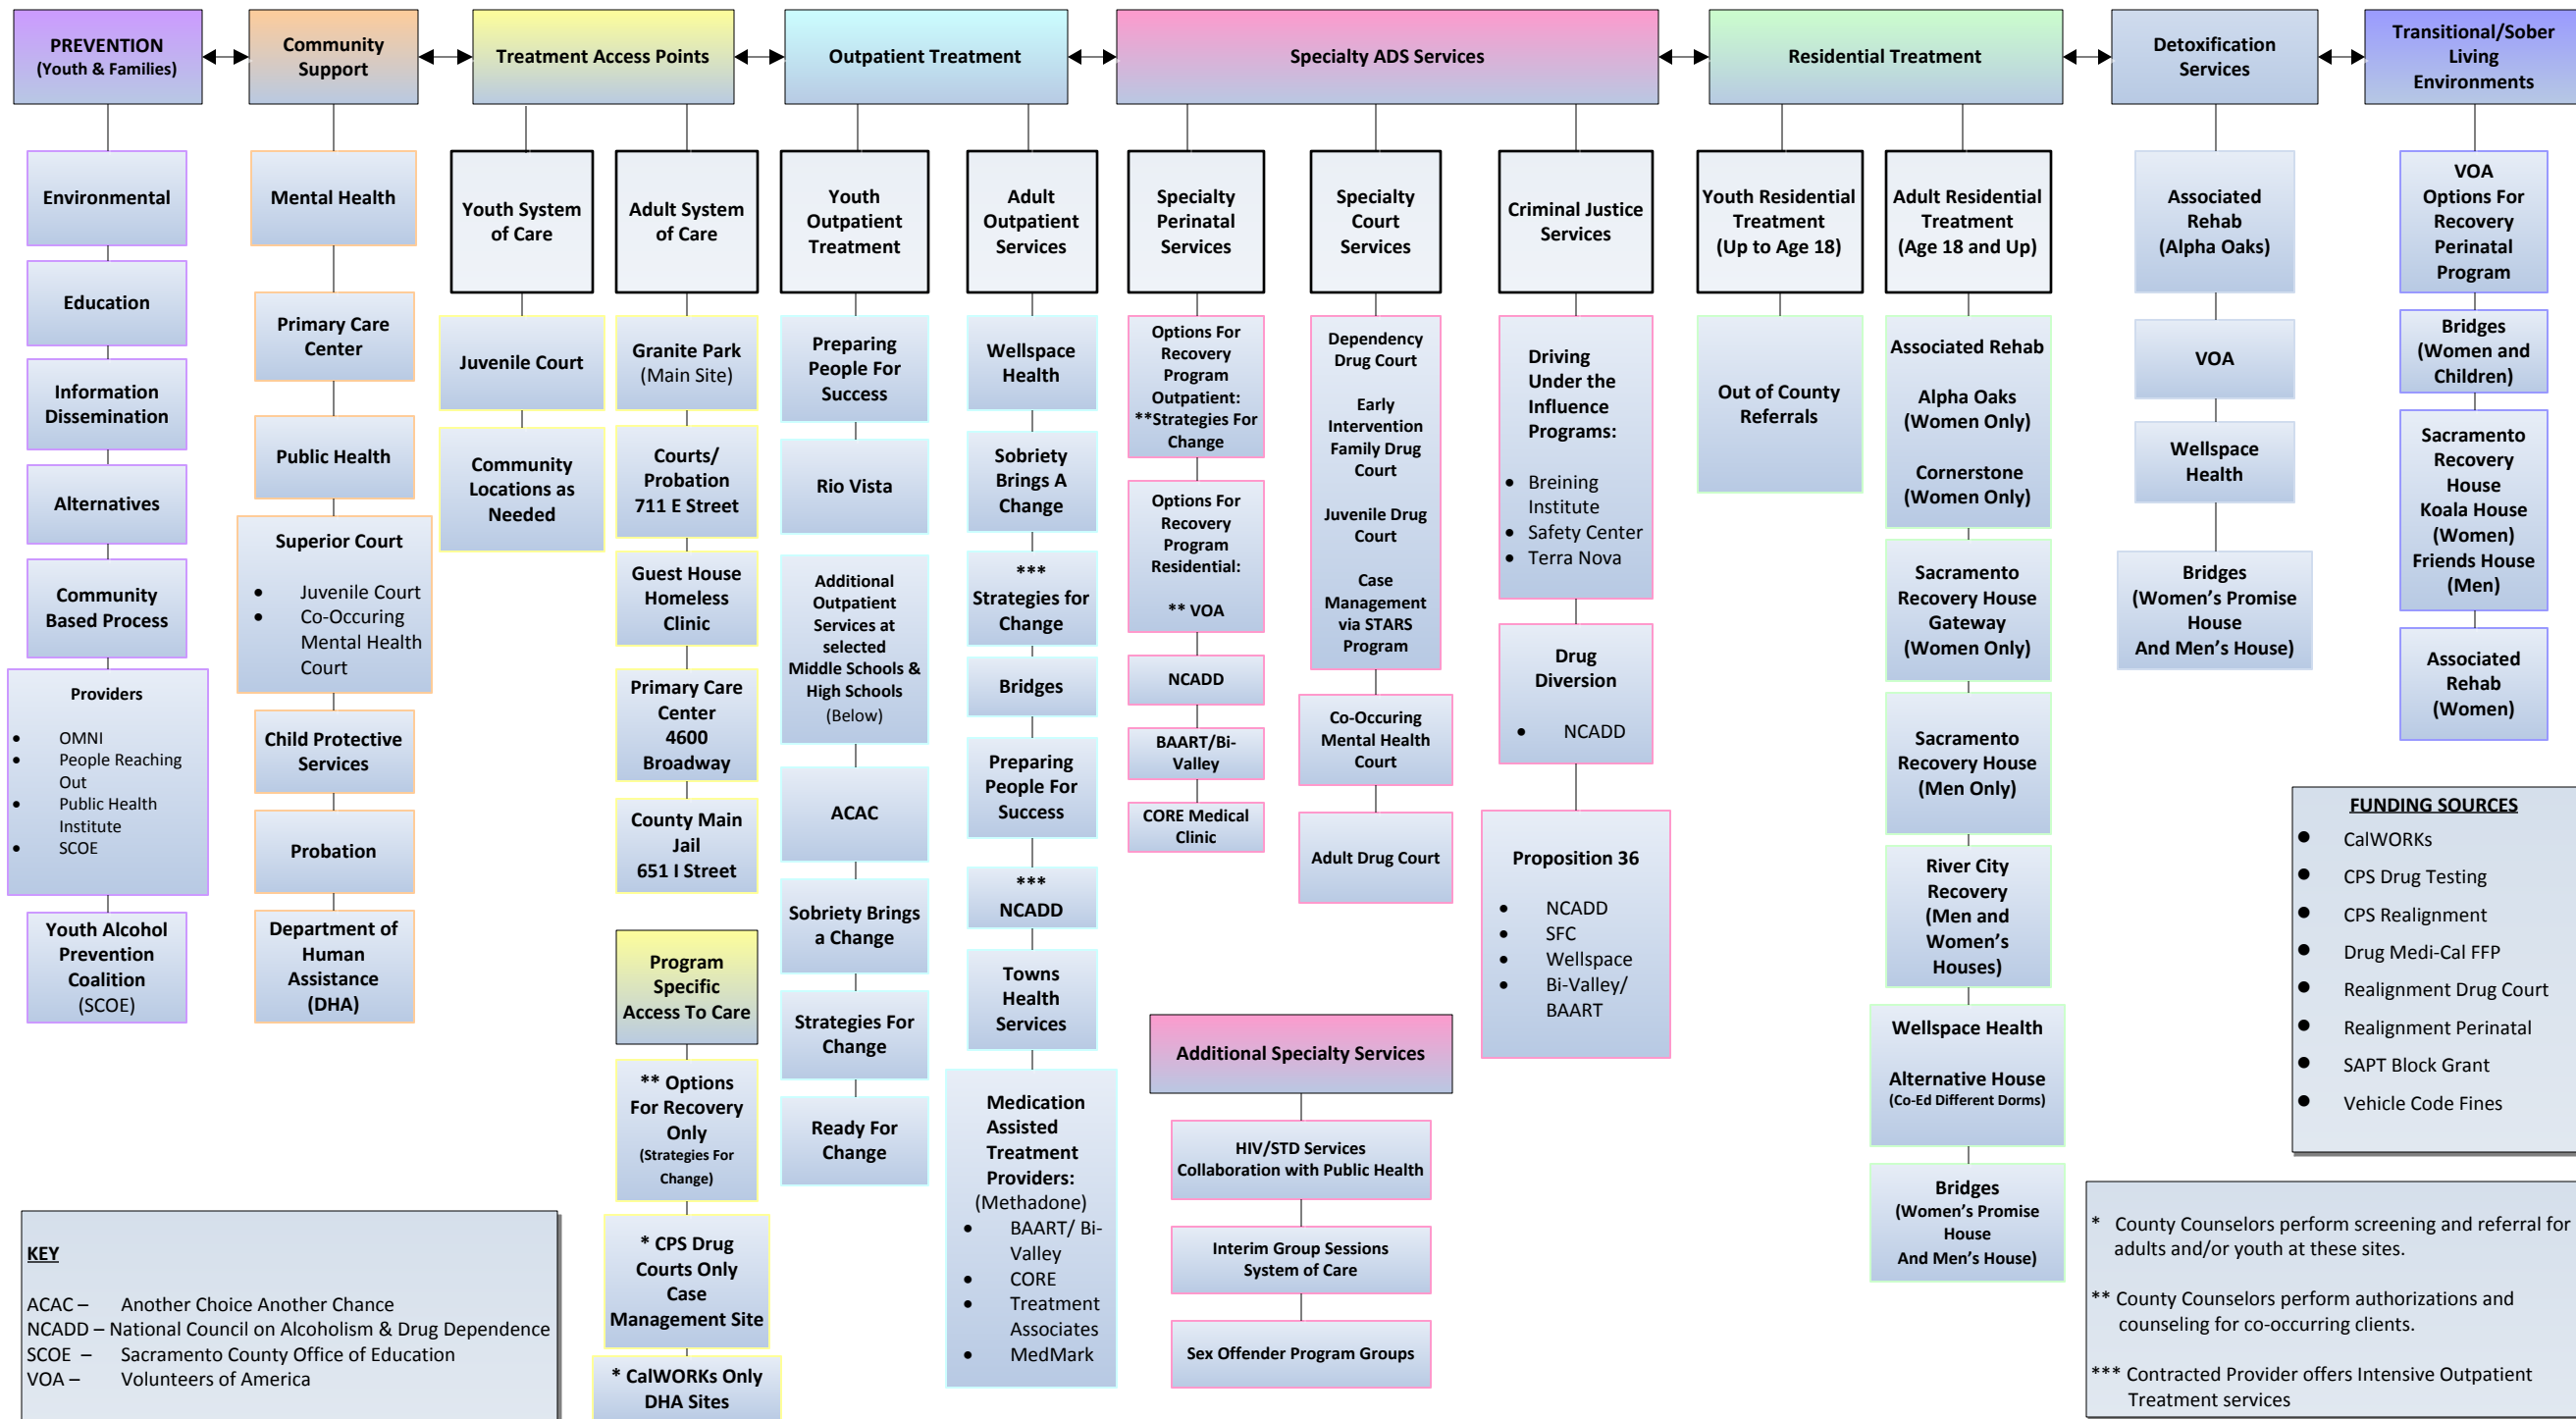 PREVENTION
(Youth & Families)
Community
Support
Treatment Access Points
Outpatient Treatment
Specialty ADS Services
Residential Treatment
Detoxification
Services
Transitional/Sober
Living
Environments
Environmental
Education
Information
Dissemination
Alternatives
Community
Based Process
Providers
• OMNI
• People Reaching
Out
• Public Health
Institute
• SCOE
Youth Alcohol
Prevention
Coalition
(SCOE)
Mental Health
Primary Care
Center
Public Health
Superior Court
• Juvenile Court
• Co-Occuring
Mental Health
Court
Child Protective
Services
Probation
Department of
Human
Assistance
(DHA)
Youth System
of Care
Juvenile Court
Community
Locations as
Needed
Adult System
of Care
Granite Park
(Main Site)
Courts/
Probation
711 E Street
Guest House
Homeless
Clinic
Primary Care
Center
4600
Broadway
County Main
Jail
651 I Street
Program
Specific
Access To Care
** Options
For Recovery
Only
(Strategies For
Change)
* CPS Drug
Courts Only
Case
Management Site
* CalWORKs Only
DHA Sites
Youth
Outpatient
Treatment
Preparing
People For
Success
Rio Vista
Additional
Outpatient
Services at
selected
Middle Schools &
High Schools
(Below)
ACAC
Sobriety Brings
a Change
Strategies For
Change
Ready For
Change
Adult
Outpatient
Services
Wellspace
Health
Sobriety
Brings A
Change
***
Strategies for
Change
Bridges
Preparing
People For
Success
***
NCADD
Towns
Health
Services
Medication
Assisted
Treatment
Providers:
(Methadone)
• BAART/ Bi-
Valley
• CORE
• Treatment
Associates
• MedMark
Specialty
Perinatal
Services
Options For
Recovery
Program
Outpatient:
**Strategies For
Change
Options For
Recovery
Program
Residential:
** VOA
NCADD
BAART/Bi-
Valley
CORE Medical
Clinic
Specialty
Court
Services
Dependency
Drug Court
Early
Intervention
Family Drug
Court
Juvenile Drug
Court
Case
Management
via STARS
Program
Co-Occuring
Mental Health
Court
Adult Drug Court
Criminal Justice
Services
Driving
Under the
Influence
Programs:
• Breining
Institute
• Safety Center
• Terra Nova
Drug
Diversion
• NCADD
Proposition 36
• NCADD
• SFC
• Wellspace
• Bi-Valley/
BAART
Additional Specialty Services
HIV/STD Services
Collaboration with Public Health
Interim Group Sessions
System of Care
Sex Offender Program Groups
Youth Residential
Treatment
(Up to Age 18)
Out of County
Referrals
Adult Residential
Treatment
(Age 18 and Up)
Associated Rehab
Alpha Oaks
(Women Only)
Cornerstone
(Women Only)
Sacramento
Recovery House
Gateway
(Women Only)
Sacramento
Recovery House
(Men Only)
River City
Recovery
(Men and
Women's
Houses)
Wellspace Health
Alternative House
(Co-Ed Different Dorms)
Bridges
(Women's Promise
House
And Men's House)
Associated
Rehab
(Alpha Oaks)
VOA
Wellspace
Health
Bridges
(Women's Promise
House
And Men's House)
VOA
Options For
Recovery
Perinatal
Program
Bridges
(Women and
Children)
Sacramento
Recovery
House
Koala House
(Women)
Friends House
(Men)
Associated
Rehab
(Women)
FUNDING SOURCES
• CalWORKs
• CPS Drug Testing
• CPS Realignment
• Drug Medi-Cal FFP
• Realignment Drug Court
• Realignment Perinatal
• SAPT Block Grant
• Vehicle Code Fines
KEY
ACAC – Another Choice Another Chance
NCADD – National Council on Alcoholism & Drug Dependence
SCOE – Sacramento County Office of Education
VOA – Volunteers of America
* County Counselors perform screening and referral for
adults and/or youth at these sites.
** County Counselors perform authorizations and
counseling for co-occurring clients.
*** Contracted Provider offers Intensive Outpatient
Treatment services